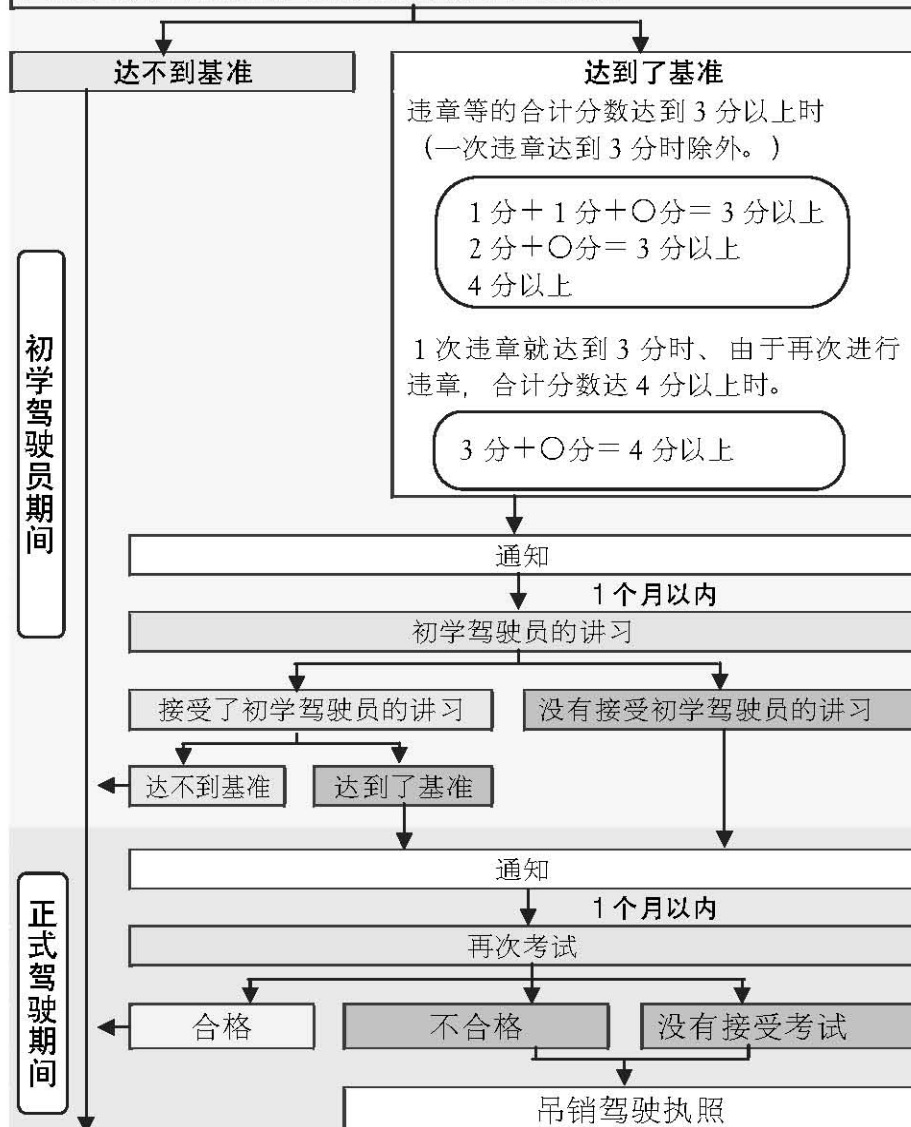 达不到基准
达到了基准
违章等的合计分数达到 3 分以上时
（一次违章达到 3 分时除外。）
1 分＋ 1 分＋○分＝ 3 分以上
2 分＋○分＝ 3 分以上
4 分以上
1 次违章就达到 3 分时、由于再次进行
违章，合计分数达 4 分以上时。
3 分＋○分＝ 4 分以上
初学驾驶员期间
通知
1 个月以内
初学驾驶员的讲习
接受了初学驾驶员的讲习
没有接受初学驾驶员的讲习
达不到基准
达到了基准
通知
1 个月以内
正式驾驶期间
再次考试
合格
不合格
没有接受考试
吊销驾驶执照